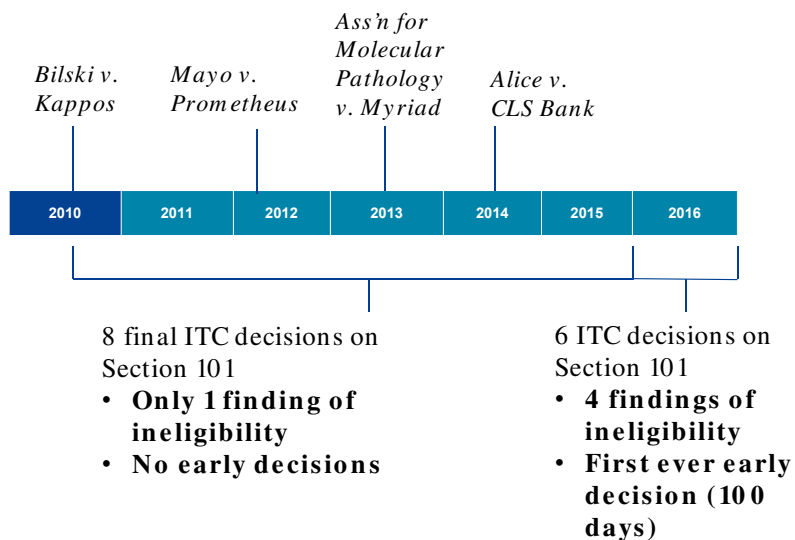 Bilski v.
Kappos
Mayo v.
Prometheus
Ass'n for
Molecular
Pathology
v. Myriad
Alice v.
CLS Bank
2010
2011
2012
2013
2014
2015
2016
8 final ITC decisions on
Section 101
• Only 1 finding of
ineligibility
• No early decisions
6 ITC decisions on
Section 101
• 4 findings of
ineligibility
• First ever early
decision (100
days)